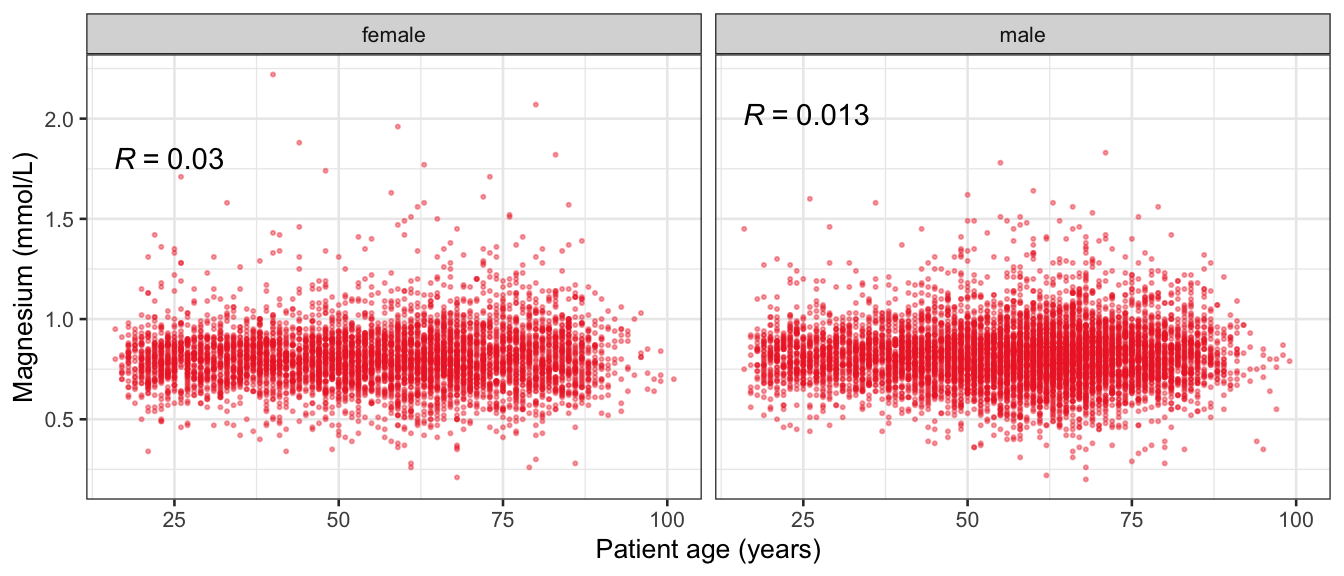 female
male
Magnesium (mmol/L)
2.0
1.5
1.0
0.5
R = 0.03
R = 0.013
25 50 75 100
25 50 75 100
Patient age (years)